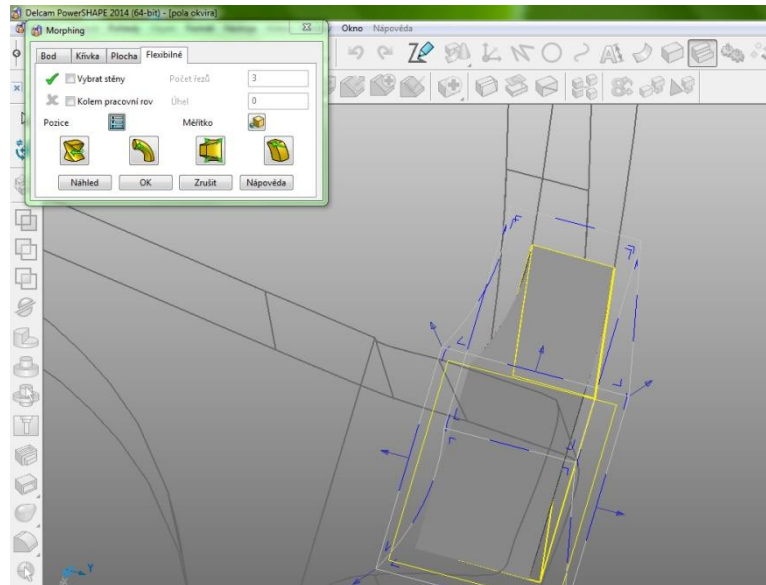 Delcam PowerSHAPE 2014 (64-bit) - [pola okvira]
Morphing
Okno Nápověda
Bod Křivka Plocha Flexibilně
Vybrat stěny Počet řezů 3
Kolem pracovní rov Úhel 0
Pozice Měřítko
Náhled OK Zrušit Nápověda
Y